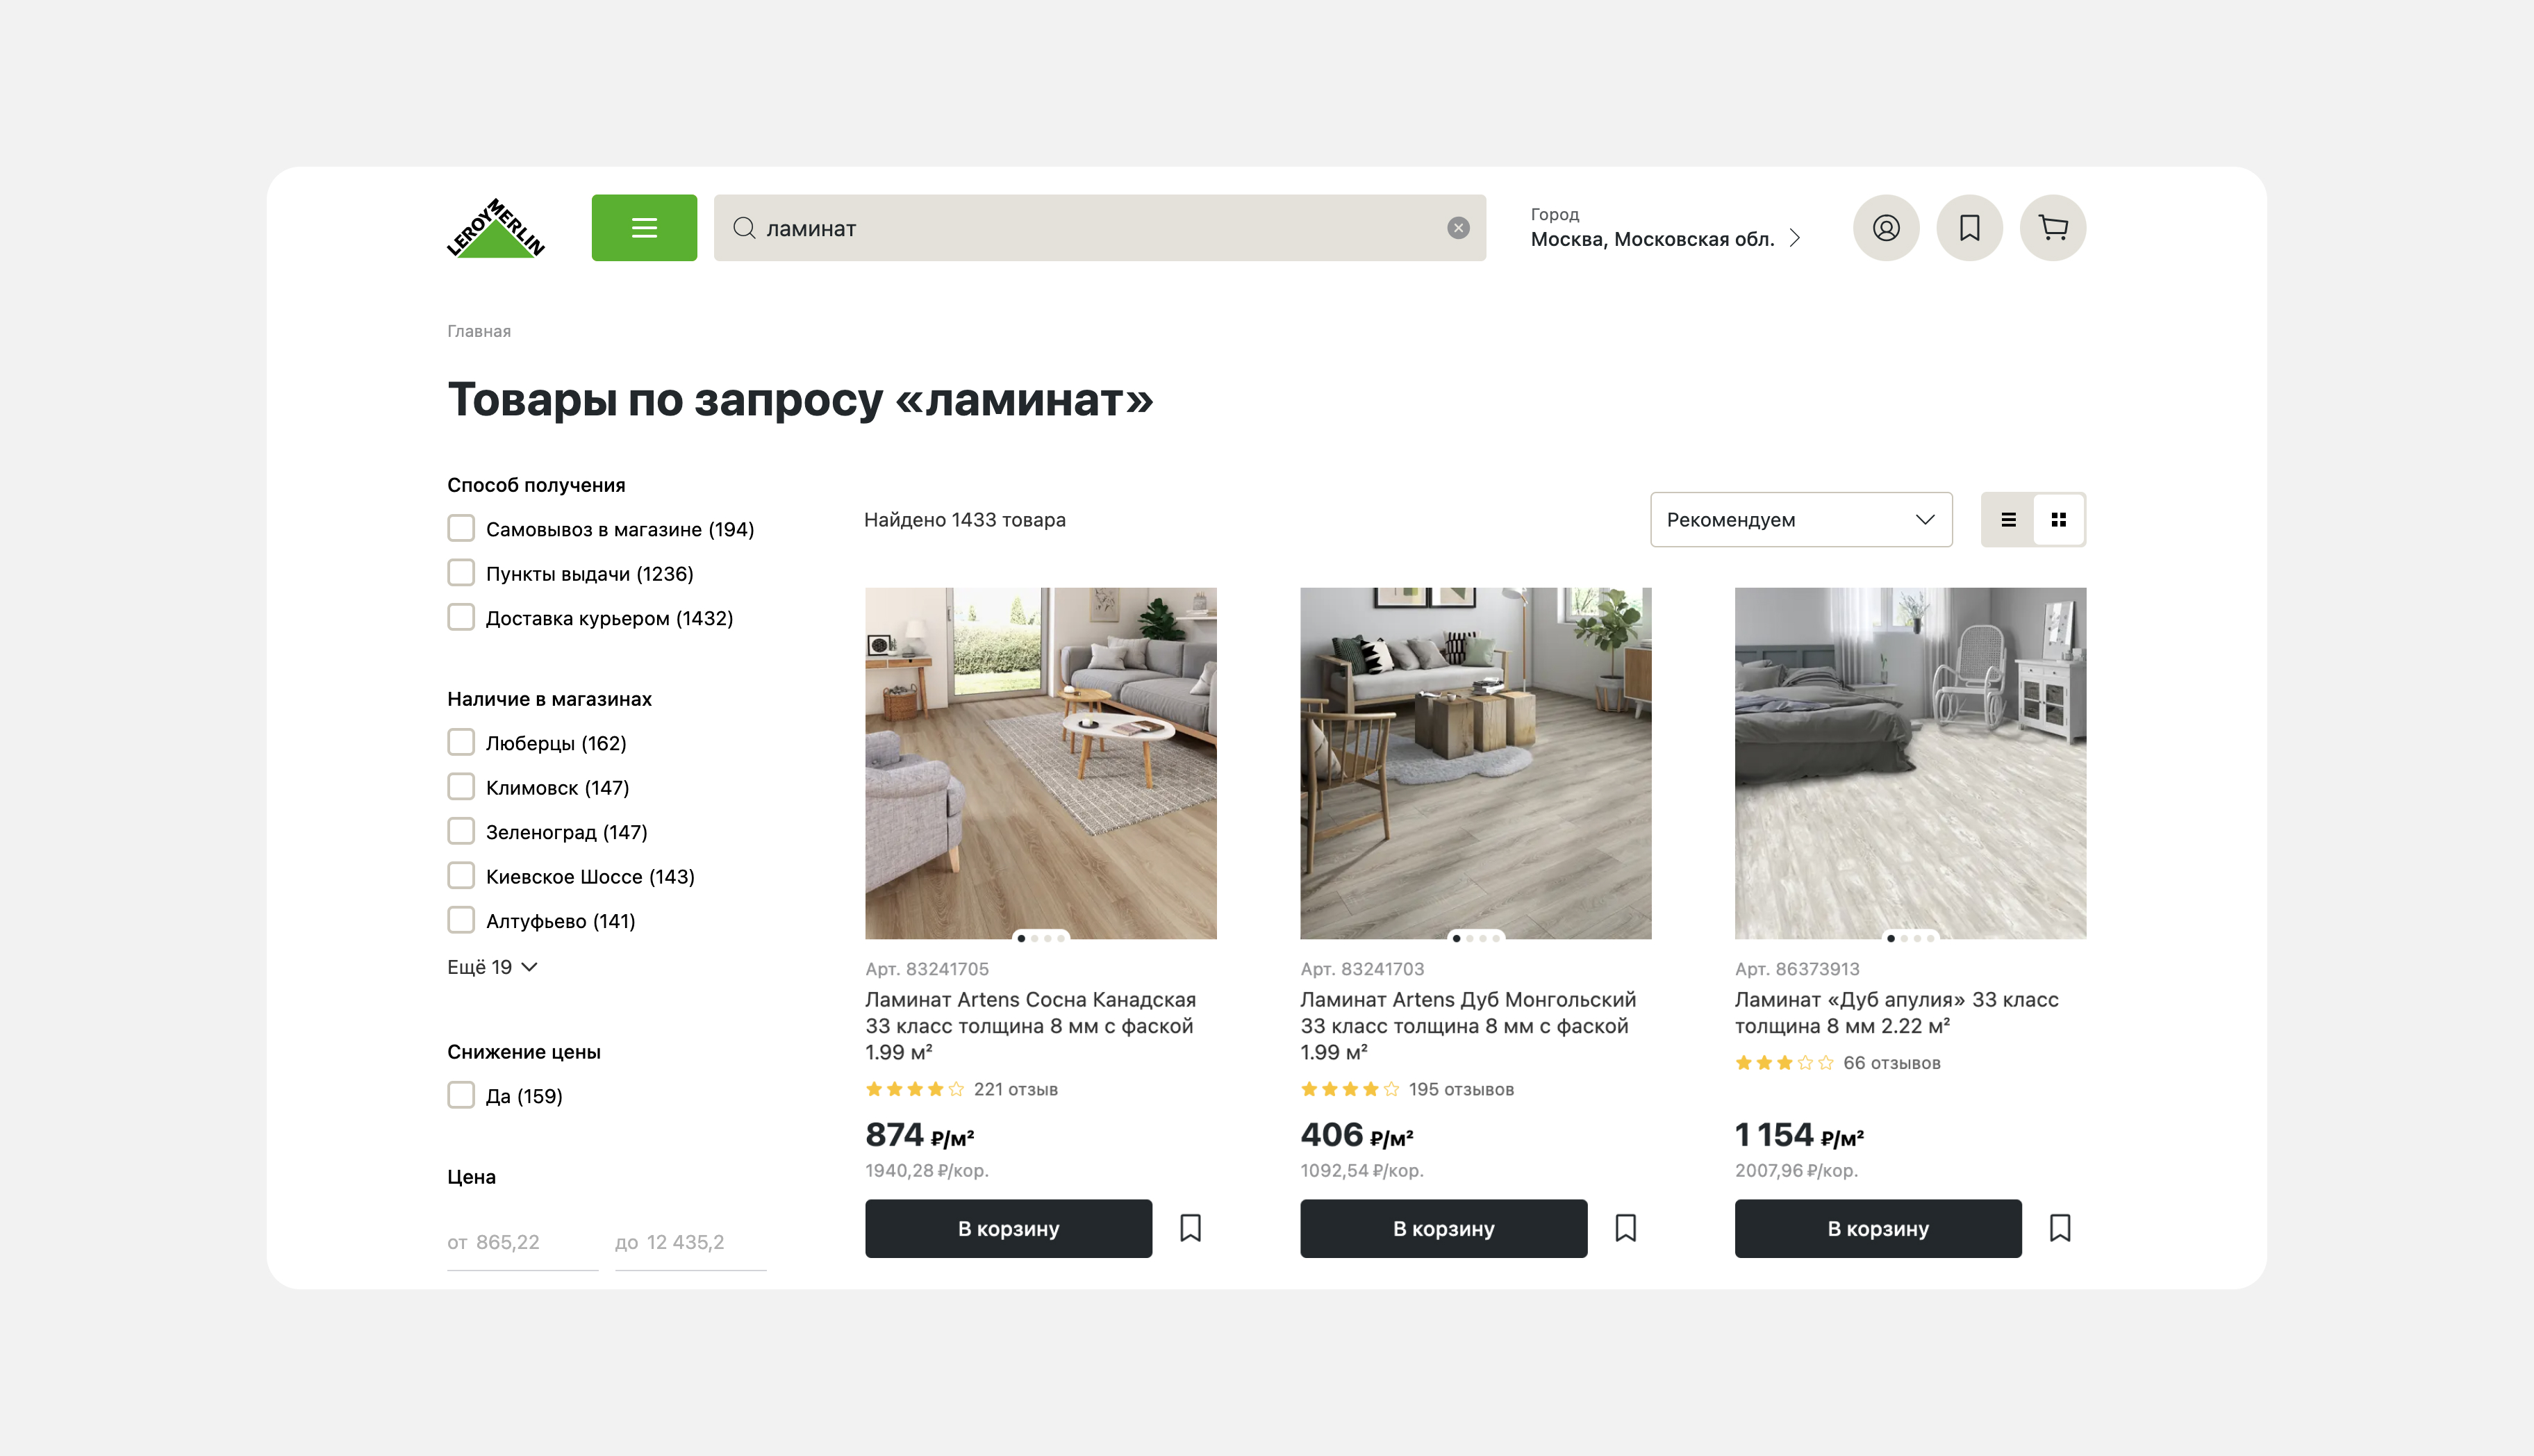 LEROY MERLIN
ламинат
Город
Москва, Московская обл.
Главная
Товары по запросу «ламинат»
Способ получения
Самовывоз в магазине (194)
Пункты выдачи (1236)
Доставка курьером (1432)
Наличие в магазинах
Люберцы (162)
Климовск (147)
Зеленоград (147)
Киевское Шоссе (143)
Алтуфьево (141)
Ещё 19
Снижение цены
Да (159)
Цена
от 865,22
до 12 435,2
Найдено 1433 товара
Рекомендуем
Арт. 83241705
Ламинат Artens Сосна Канадская
33 класс толщина 8 мм с фаской
1.99 м²
221 отзыв
874 ₽/м²
1940,28 ₽/кор.
В корзину
Арт. 83241703
Ламинат Artens Дуб Монгольский
33 класс толщина 8 мм с фаской
1.99 м²
195 отзывов
406 ₽/м²
1092,54 ₽/кор.
В корзину
Арт. 86373913
Ламинат «Дуб апулия» 33 класс
толщина 8 мм 2.22 м²
66 отзывов
1 154 ₽/м²
2007,96 ₽/кор.
В корзину